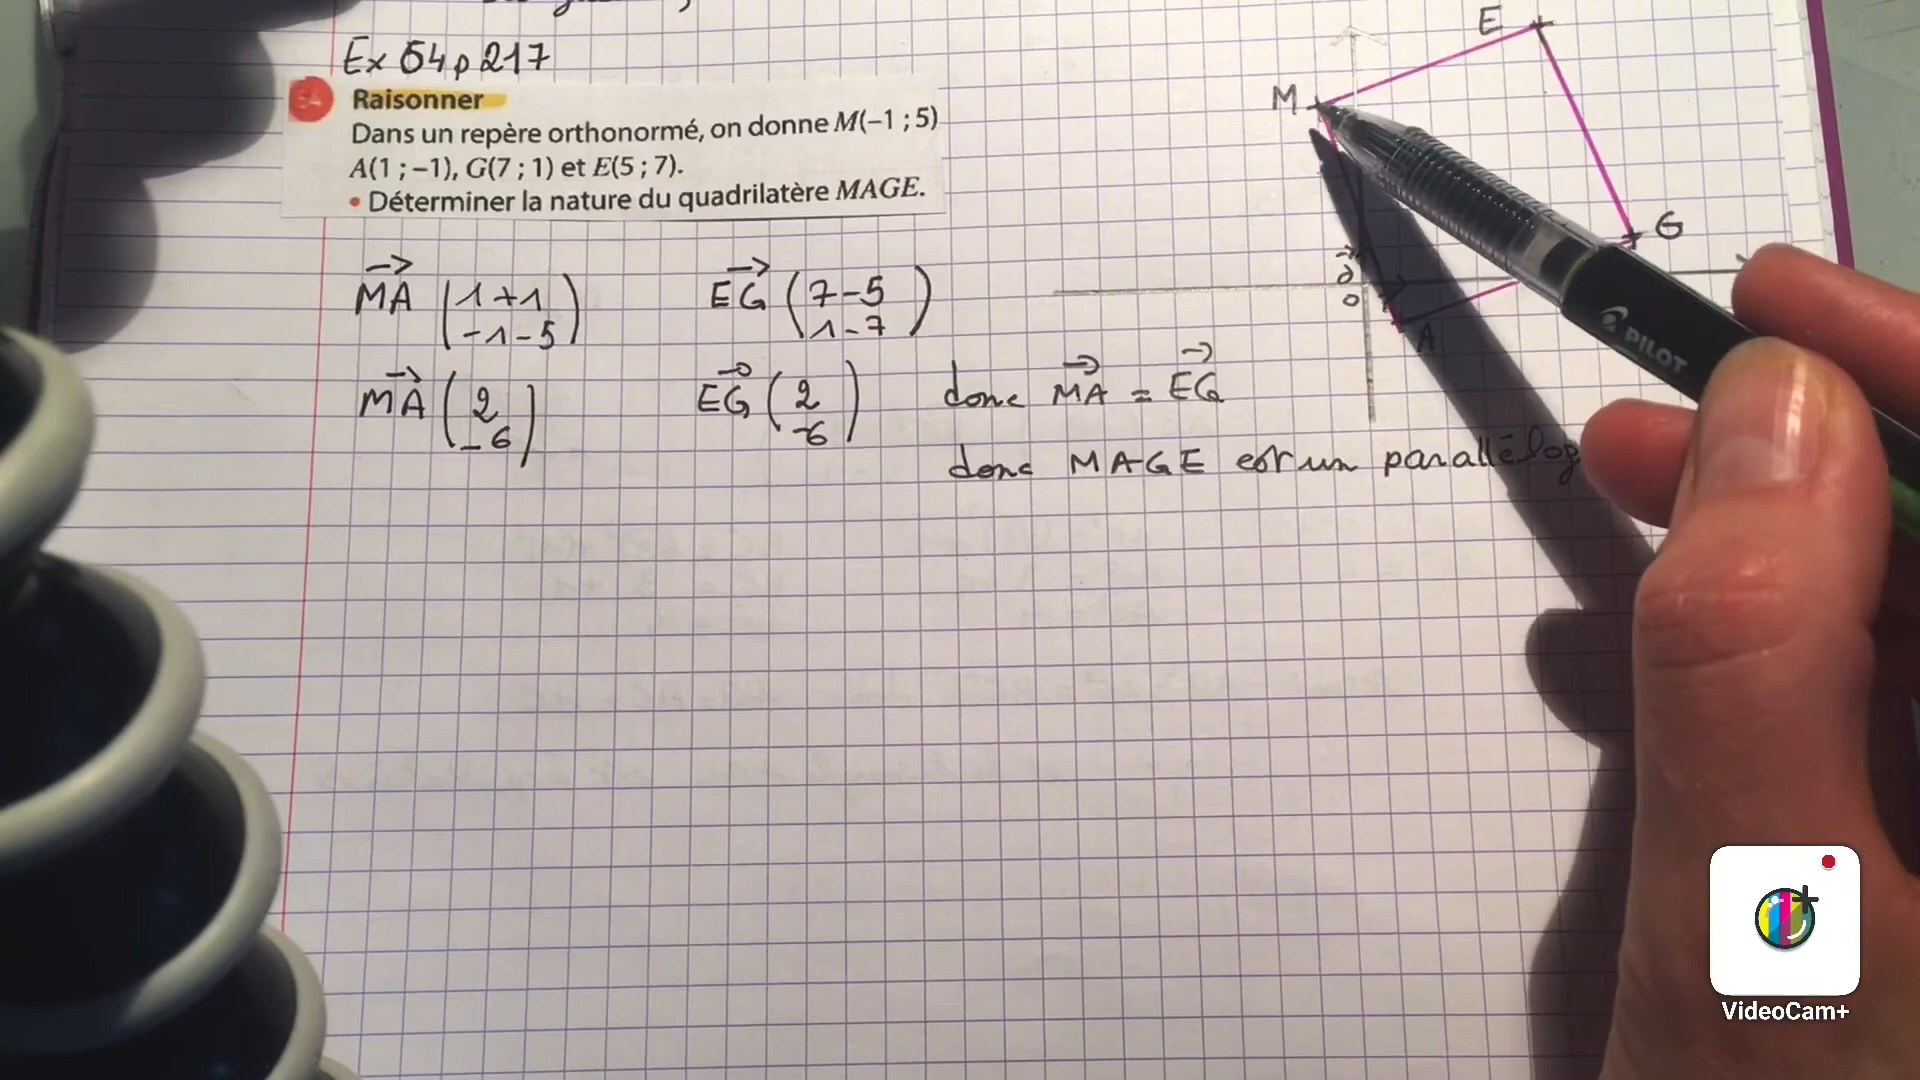 Ex 54 p 217
54
Raisonner
Dans un repère orthonormé, on donne M(−1 ; 5)
A(1 ; −1), G(7 ; 1) et E(5 ; 7).
• Déterminer la nature du quadrilatère MAGE.
MA (1+1 -1-5) EG (7-5 1-7)
MA (2 -6) EG (2 -6) donc MA = EG
donc MAGE est un parallélog
E
M
G
O
A
PILOT
VideoCam+